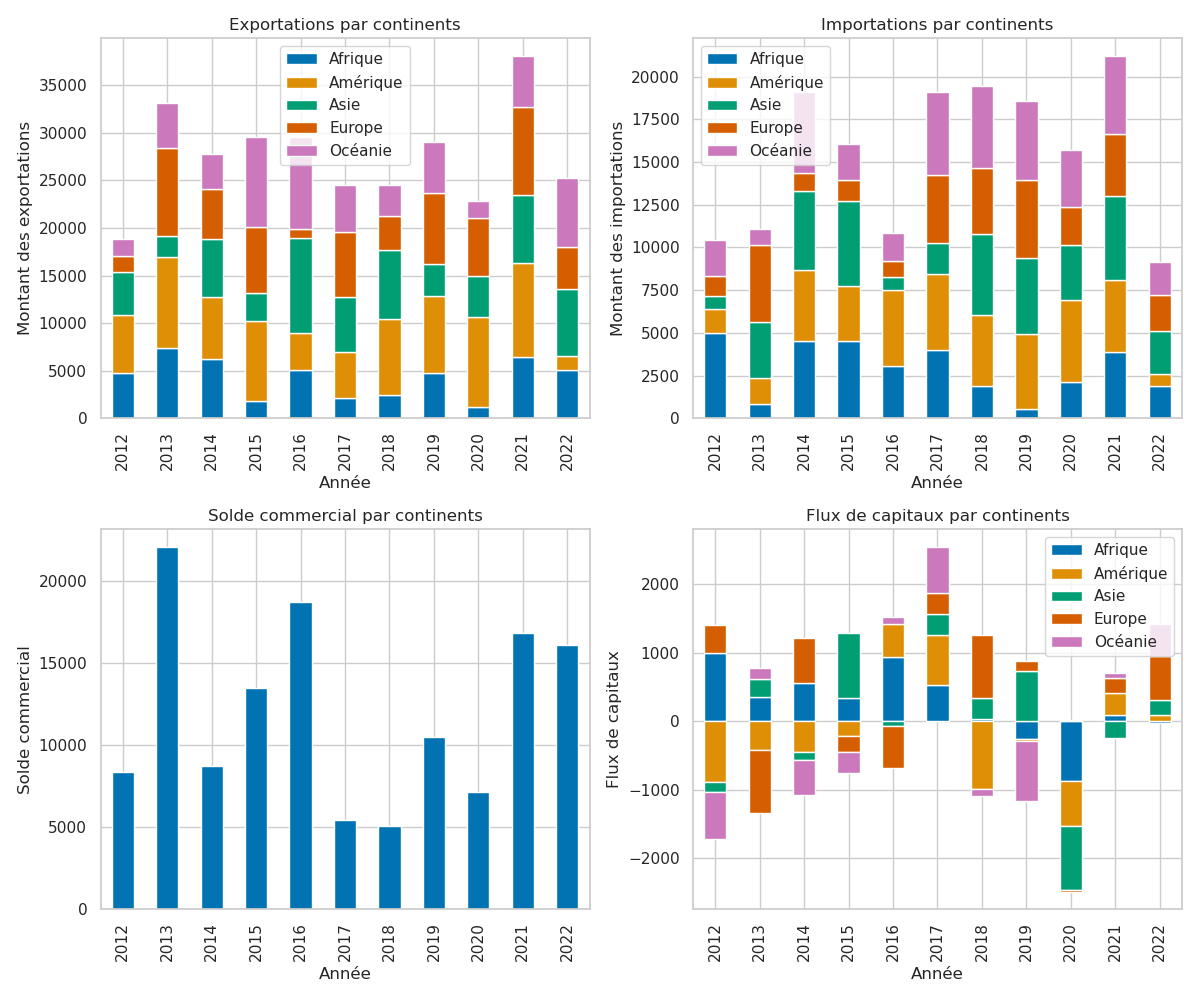 Exportations par continents
Montant des exportations
35000
30000
25000
20000
15000
10000
5000
0
Afrique
Amérique
Asie
Europe
Océanie
2012 2013 2014 2015 2016 2017 2018 2019 2020 2021 2022
Année
Importations par continents
Montant des importations
20000
17500
15000
12500
10000
7500
5000
2500
0
Afrique
Amérique
Asie
Europe
Océanie
2012 2013 2014 2015 2016 2017 2018 2019 2020 2021 2022
Année
Solde commercial par continents
Solde commercial
20000
15000
10000
5000
0
2012 2013 2014 2015 2016 2017 2018 2019 2020 2021 2022
Année
Flux de capitaux par continents
Flux de capitaux
2000
1000
0
−1000
−2000
Afrique
Amérique
Asie
Europe
Océanie
2012 2013 2014 2015 2016 2017 2018 2019 2020 2021 2022
Année